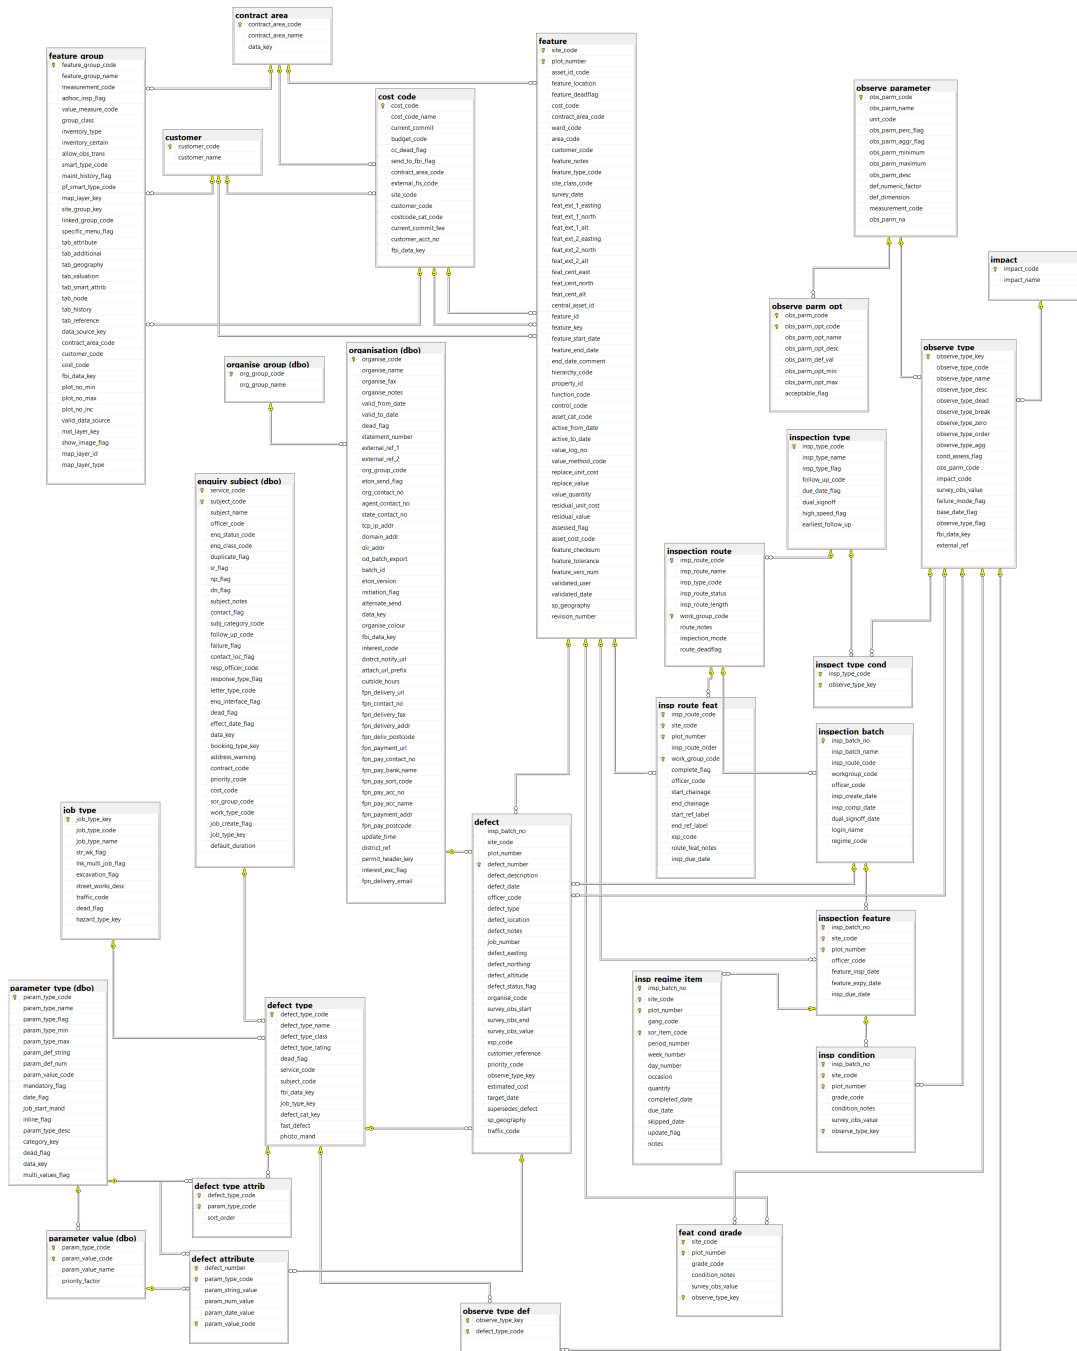 contract_area
contract_area_code
contract_area_name
data_key
feature_group
feature_group_code
feature_group_name
measurement_code
adhoc_insp_flag
value_measure_code
group_class
inventory_type
inventory_certain
allow_obs_trans
smart_type_code
maint_history_flag
pf_smart_type_code
map_layer_key
site_group_key
linked_group_code
specific_menu_flag
tab_attribute
tab_additional
tab_geography
tab_valuation
tab_smart_attrib
tab_node
tab_history
tab_reference
data_source_key
contract_area_code
customer_code
cost_code
fbi_data_key
plot_no_min
plot_no_max
plot_no_inc
valid_data_source
mxt_layer_key
show_image_flag
map_layer_id
map_layer_type
customer
customer_code
customer_name
cost_code
cost_code
cost_code_name
current_commit
budget_code
cc_dead_flag
send_to_fbi_flag
contract_area_code
external_fis_code
site_code
customer_code
costcode_cat_code
current_commit_fee
customer_acct_no
fbi_data_key
feature
site_code
plot_number
asset_id_code
feature_location
feature_deadflag
cost_code
contract_area_code
ward_code
area_code
customer_code
feature_notes
feature_type_code
site_class_code
survey_date
feat_ext_1_easting
feat_ext_1_north
feat_ext_1_alt
feat_ext_2_easting
feat_ext_2_north
feat_ext_2_alt
feat_cent_east
feat_cent_north
feat_cent_alt
central_asset_id
feature_id
feature_key
feature_start_date
feature_end_date
end_date_comment
hierarchy_code
property_id
function_code
control_code
asset_cat_code
active_from_date
active_to_date
value_log_no
value_method_code
replace_unit_cost
replace_value
value_quantity
residual_unit_cost
residual_value
assessed_flag
asset_cost_code
feature_checksum
feature_tolerance
feature_vers_num
validated_user
validated_date
sp_geography
revision_number
observe_parameter
obs_parm_code
obs_parm_name
unit_code
obs_parm_perc_flag
obs_parm_aggr_flag
obs_parm_minimum
obs_parm_maximum
obs_parm_desc
def_numeric_factor
def_dimension
measurement_code
obs_parm_na
impact
impact_code
impact_name
observe_parm_opt
obs_parm_code
obs_parm_opt_code
obs_parm_opt_name
obs_parm_opt_desc
obs_parm_def_val
obs_parm_opt_min
obs_parm_opt_max
acceptable_flag
observe_type
observe_type_key
observe_type_code
observe_type_name
observe_type_desc
observe_type_dead
observe_type_break
observe_type_zero
observe_type_order
observe_type_agg
cond_assess_flag
obs_parm_code
impact_code
survey_obs_value
failure_mode_flag
base_date_flag
observe_type_flag
fbi_data_key
external_ref
organise_group (dbo)
org_group_code
org_group_name
organisation (dbo)
organise_code
organise_name
organise_fax
organise_notes
valid_from_date
valid_to_date
dead_flag
statement_number
external_ref_1
external_ref_2
org_group_code
eton_send_flag
org_contact_no
agent_contact_no
state_contact_no
tcp_ip_addr
domain_addr
dir_addr
od_batch_export
batch_id
eton_version
initiation_flag
alternate_send
data_key
organise_colour
fbi_data_key
interest_code
distrct_notify_url
attach_url_prefix
outside_hours
fpn_delivery_url
fpn_contact_no
fpn_delivery_fax
fpn_delivery_addr
fpn_deliv_postcode
fpn_payment_url
fpn_pay_contact_no
fpn_pay_bank_name
fpn_pay_sort_code
fpn_pay_acc_no
fpn_pay_acc_name
fpn_payment_addr
fpn_pay_postcode
update_time
district_ref
permit_header_key
interest_exc_flag
fpn_delivery_email
enquiry_subject (dbo)
service_code
subject_code
subject_name
officer_code
enq_status_code
enq_class_code
duplicate_flag
sr_flag
np_flag
dn_flag
subject_notes
contact_flag
subj_category_code
follow_up_code
failure_flag
contact_loc_flag
resp_officer_code
response_type_flag
letter_type_code
enq_interface_flag
dead_flag
effect_date_flag
data_key
booking_type_key
address_warning
contract_code
priority_code
cost_code
sor_group_code
work_type_code
job_create_flag
job_type_key
default_duration
inspection_type
insp_type_code
insp_type_name
insp_type_flag
follow_up_code
due_date_flag
dual_signoff
high_speed_flag
earliest_follow_up
inspection_route
insp_route_code
insp_route_name
insp_type_code
insp_route_status
insp_route_length
work_group_code
route_notes
inspection_mode
route_deadflag
inspect_type_cond
insp_type_code
observe_type_key
insp_route_feat
insp_route_code
site_code
plot_number
insp_route_order
work_group_code
complete_flag
officer_code
start_chainage
end_chainage
start_ref_label
end_ref_label
xsp_code
route_feat_notes
insp_due_date
inspection_batch
insp_batch_no
insp_batch_name
insp_route_code
workgroup_code
officer_code
insp_create_date
insp_comp_date
dual_signoff_date
login_name
regime_code
job_type
job_type_key
job_type_code
job_type_name
str_wk_flag
lnk_multi_job_flag
excavation_flag
street_works_desc
traffic_code
dead_flag
hazard_type_key
defect
insp_batch_no
site_code
plot_number
defect_number
defect_description
defect_date
officer_code
defect_type
defect_location
defect_notes
job_number
defect_easting
defect_northing
defect_altitude
defect_status_flag
organise_code
survey_obs_start
survey_obs_end
survey_obs_value
xsp_code
customer_reference
priority_code
observe_type_key
estimated_cost
target_date
supersedes_defect
sp_geography
traffic_code
inspection_feature
insp_batch_no
site_code
plot_number
officer_code
feature_insp_date
feature_expy_date
insp_due_date
insp_regime_item
insp_batch_no
site_code
plot_number
gang_code
sor_item_code
period_number
week_number
day_number
occasion
quantity
completed_date
due_date
skipped_date
update_flag
notes
insp_condition
insp_batch_no
site_code
plot_number
grade_code
condition_notes
survey_obs_value
observe_type_key
parameter_type (dbo)
param_type_code
param_type_name
param_type_flag
param_type_min
param_type_max
param_def_string
param_def_num
param_value_code
mandatory_flag
date_flag
job_start_mand
inline_flag
param_type_desc
category_key
dead_flag
data_key
multi_values_flag
defect_type
defect_type_code
defect_type_name
defect_type_class
defect_type_rating
dead_flag
service_code
subject_code
fbi_data_key
job_type_key
defect_cat_key
fast_defect
photo_mand
defect_type_attrib
defect_type_code
param_type_code
sort_order
parameter_value (dbo)
param_type_code
param_value_code
param_value_name
priority_factor
defect_attribute
defect_number
param_type_code
param_string_value
param_num_value
param_date_value
param_value_code
feat_cond_grade
site_code
plot_number
grade_code
condition_notes
survey_obs_value
observe_type_key
observe_type_def
observe_type_key
defect_type_code